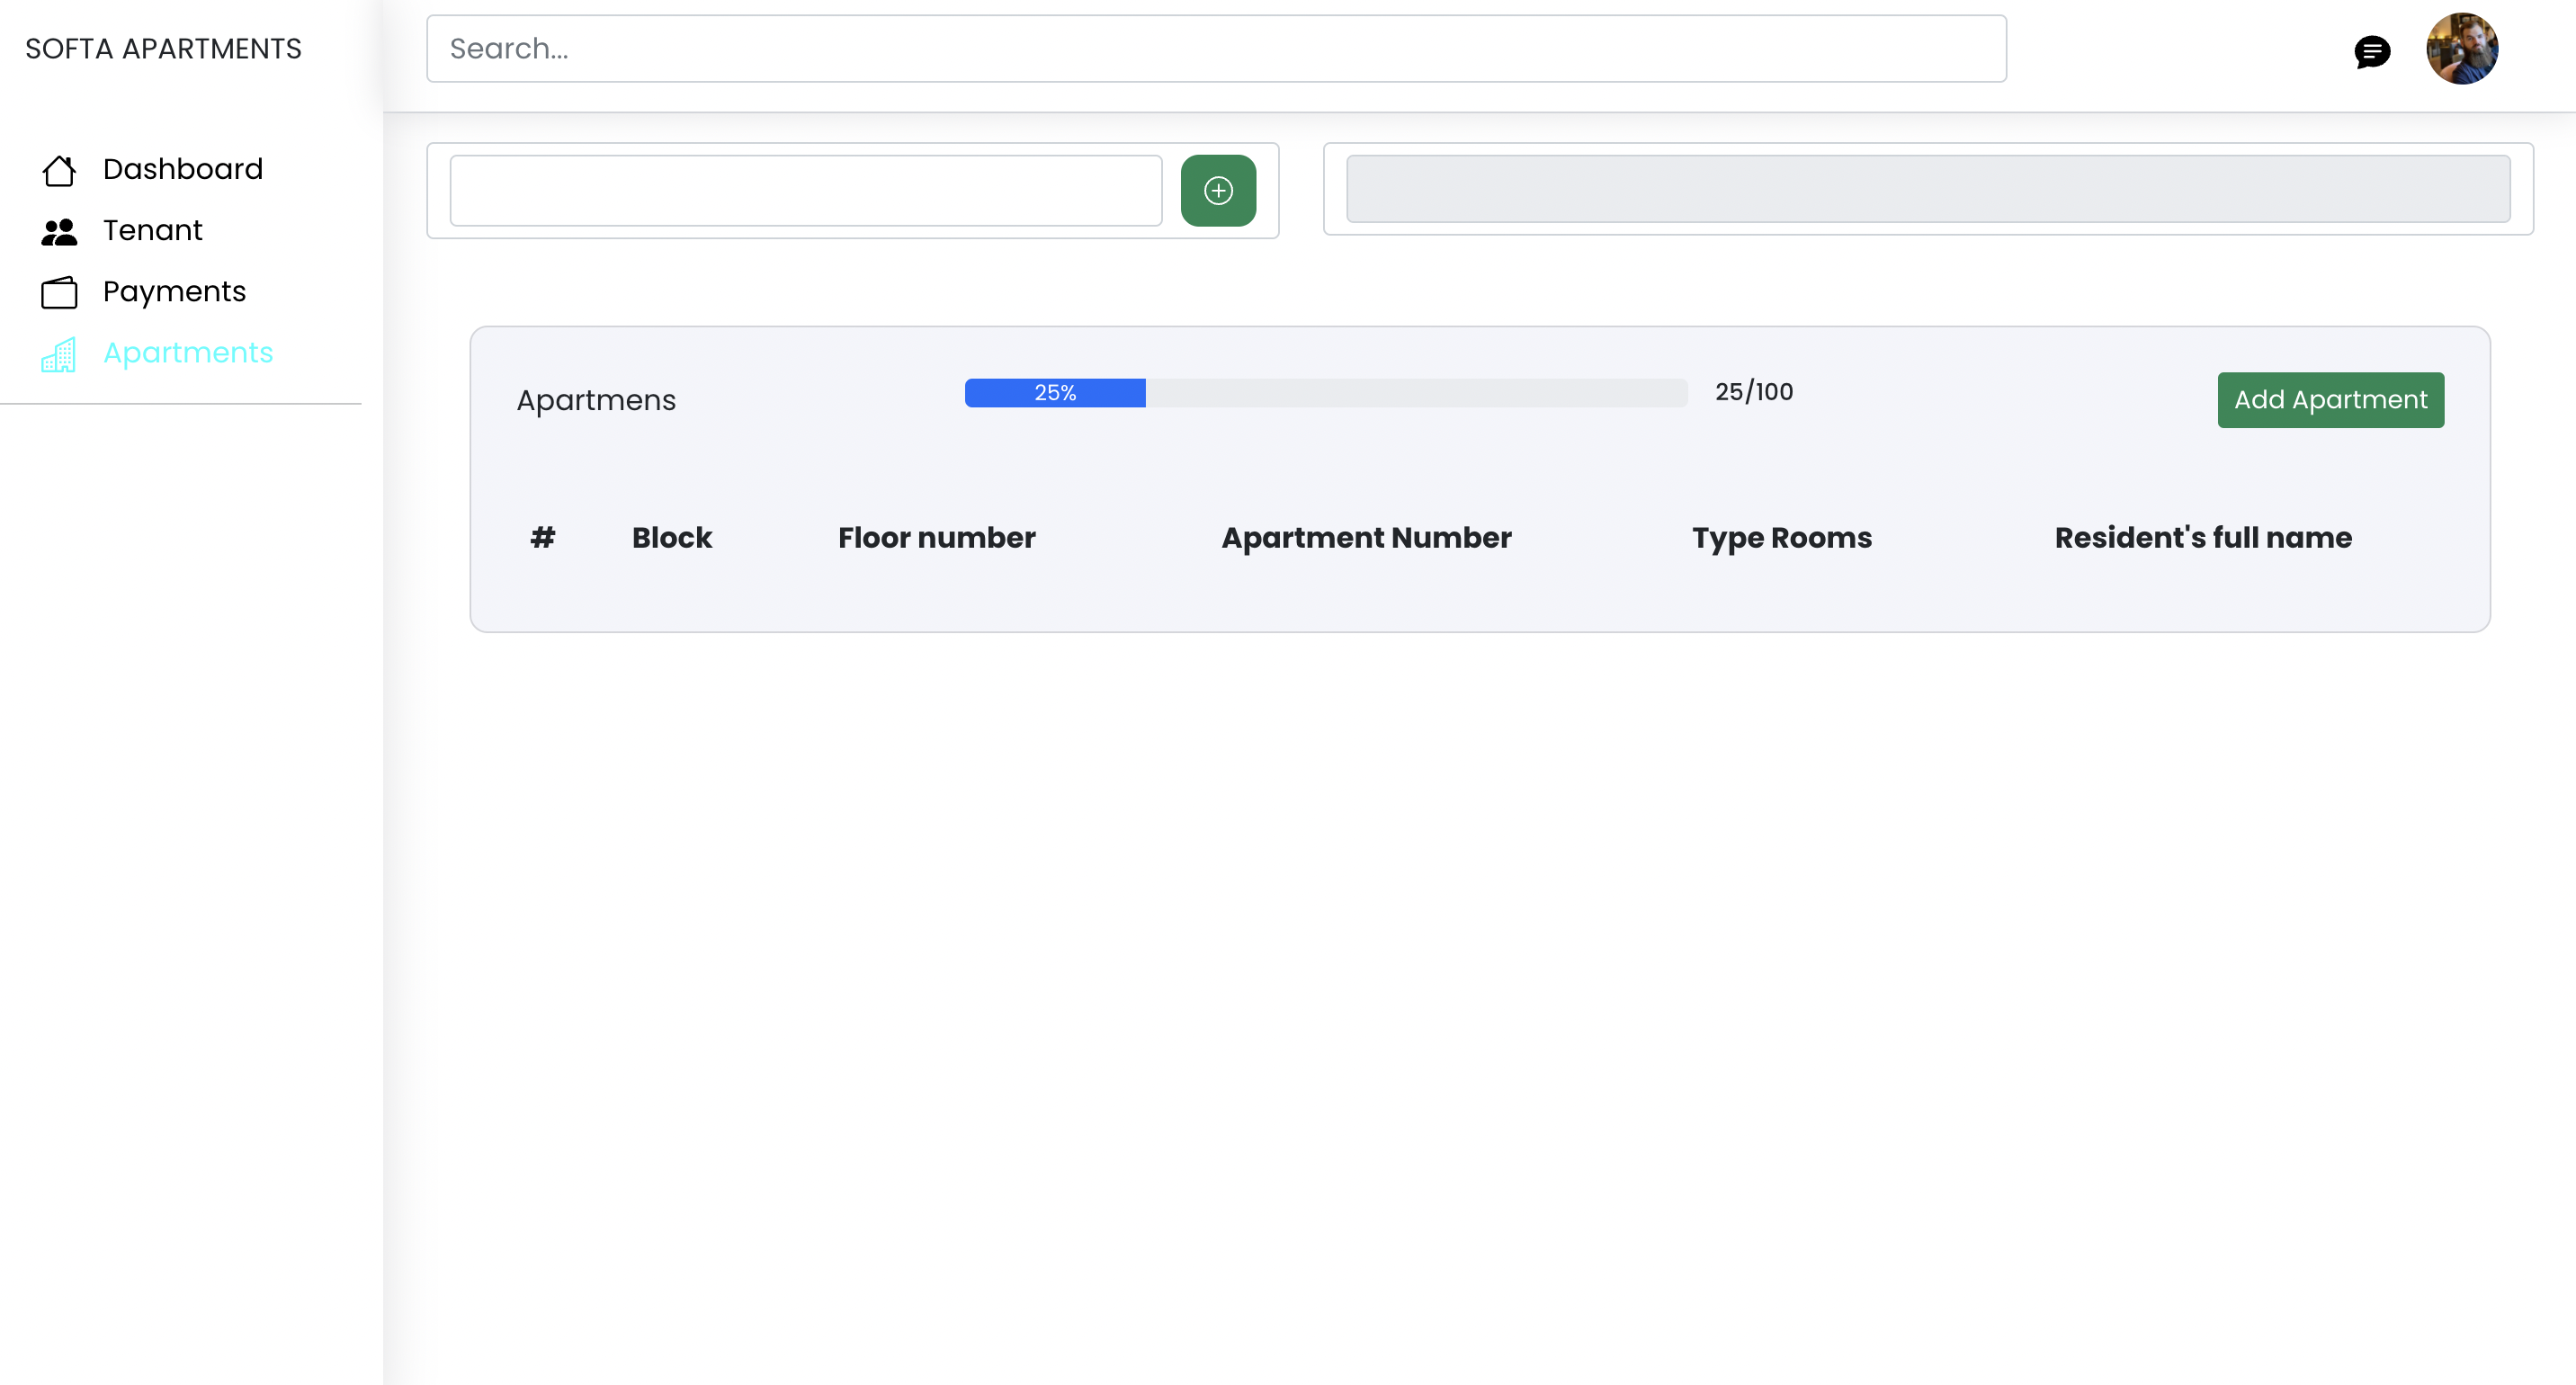 SOFTA APARTMENTS
Search...
Dashboard
Tenant
Payments
Apartments
Apartmens
25%
25/100
Add Apartment
# Block Floor number Apartment Number Type Rooms Resident's full name